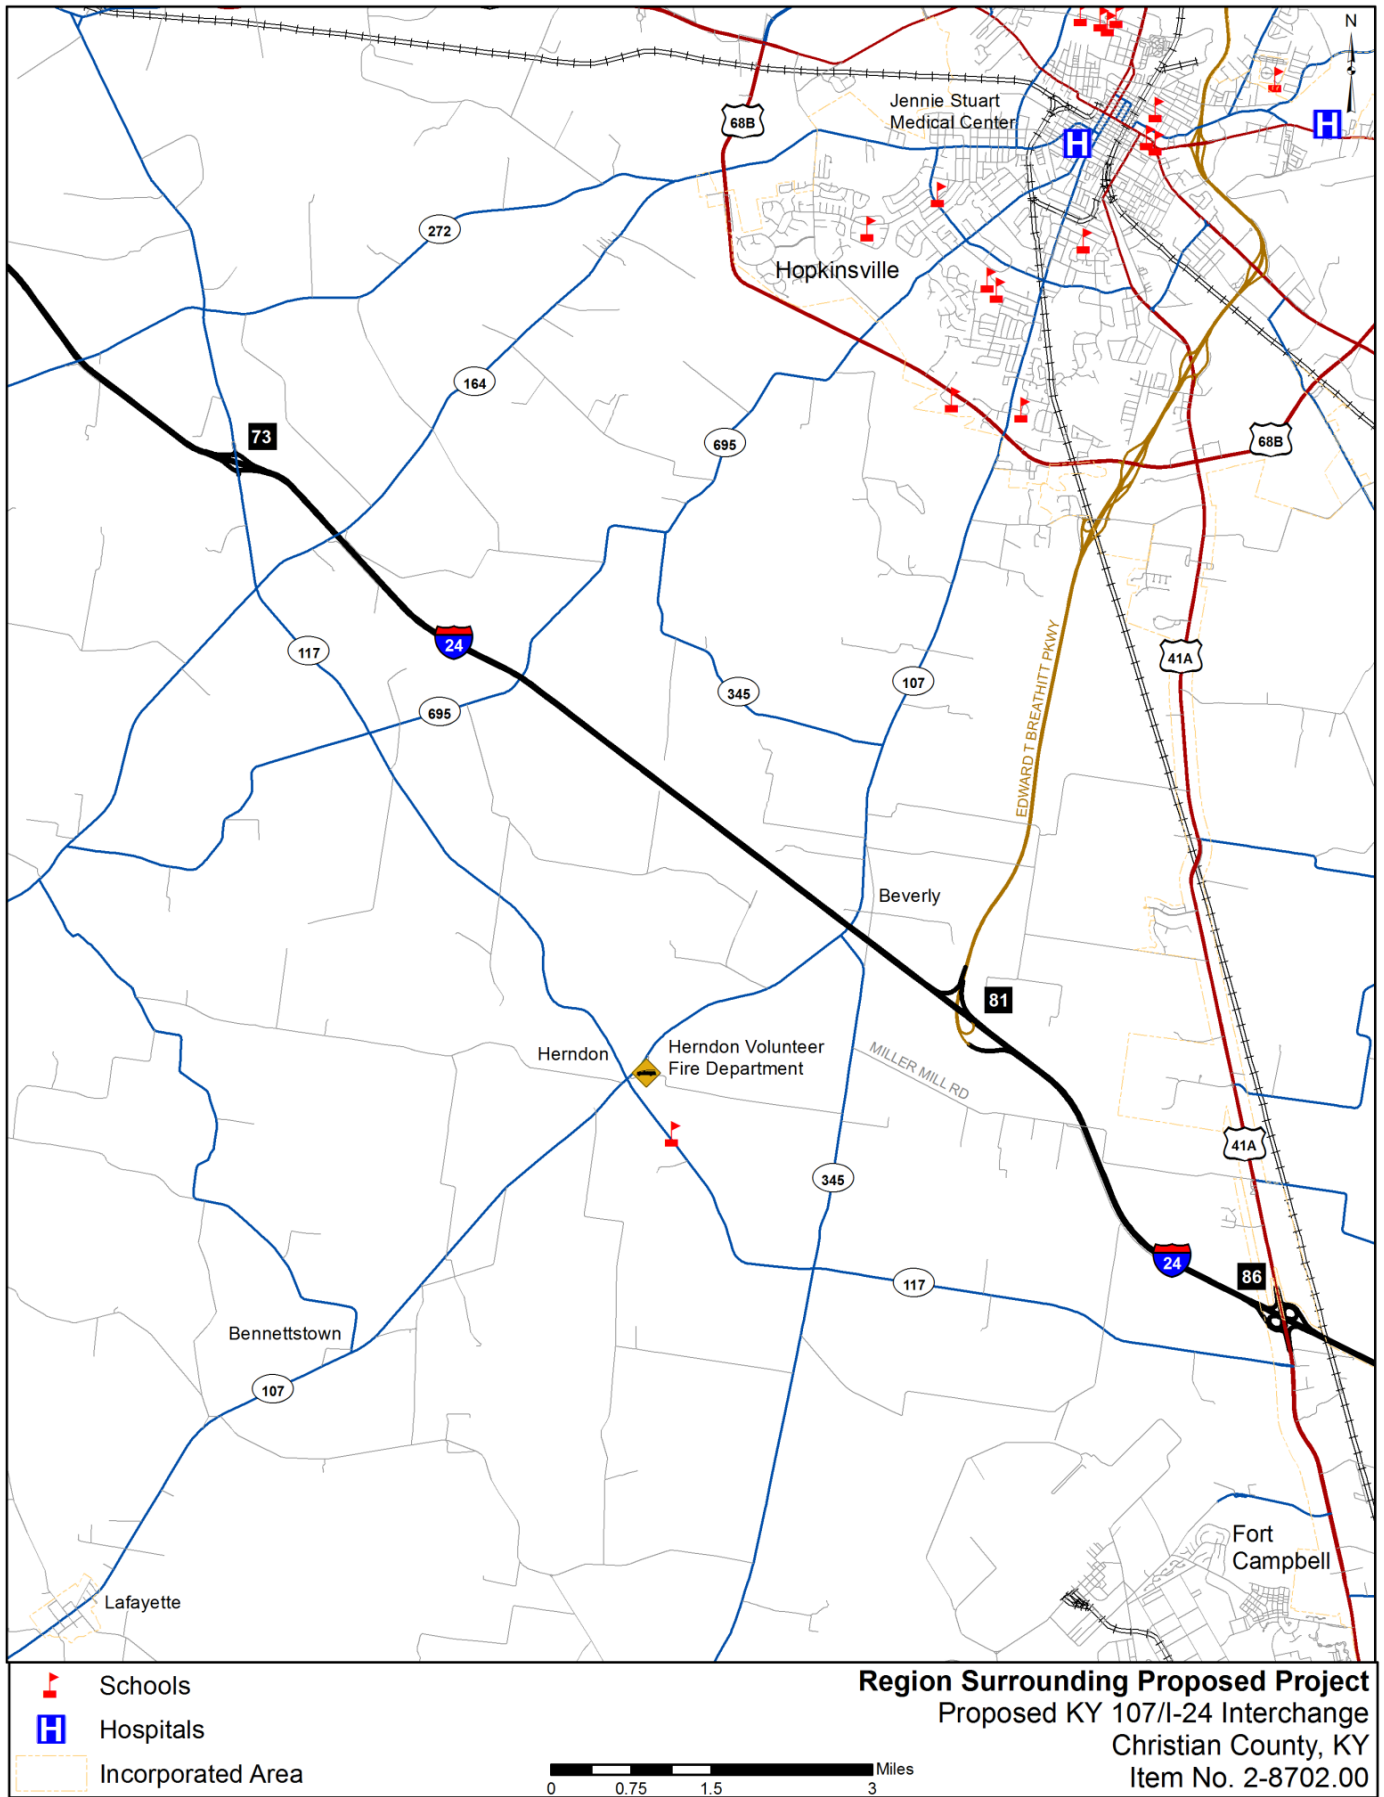 N
Jennie Stuart
Medical Center
H
H
68B
272
Hopkinsville
164
73
695
68B
24
117
EDWARD T BREATHITT PKWY
41A
107
345
695
Beverly
81
Herndon
Herndon Volunteer
Fire Department
MILLER MILL RD
41A
345
24
86
117
Bennettstown
107
Fort
Campbell
Lafayette
Schools
H Hospitals
Incorporated Area
0 0.75 1.5 3 Miles
Region Surrounding Proposed Project
Proposed KY 107/I-24 Interchange
Christian County, KY
Item No. 2-8702.00